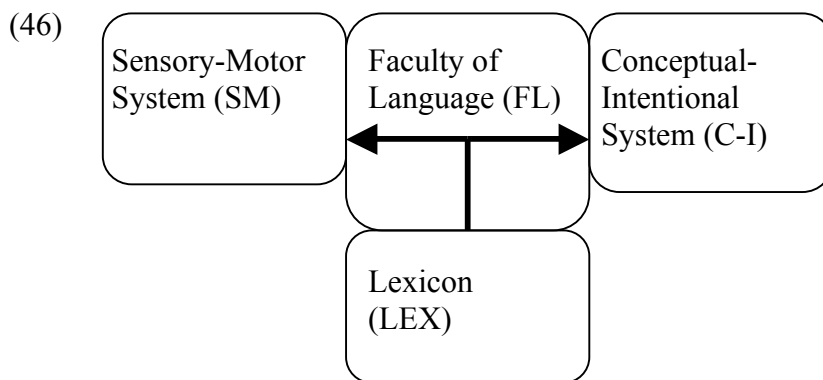 (46)
Sensory-Motor
System (SM)
Faculty of
Language (FL)
Conceptual-
Intentional
System (C-I)
Lexicon
(LEX)